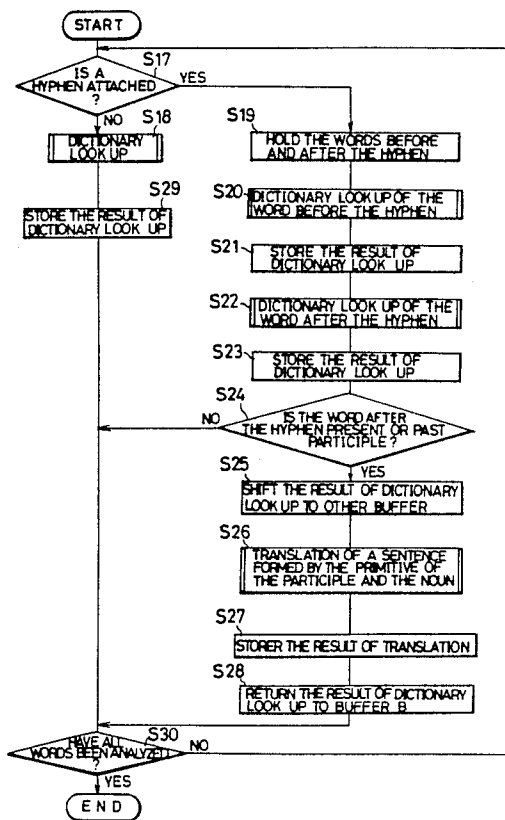 START
S17
IS A
HYPHEN ATTACHED
?
YES
NO
S18
DICTIONARY
LOOK UP
S29
STORE THE RESULT OF
DICTIONARY LOOK UP
S19
HOLD THE WORDS BEFORE
AND AFTER THE HYPHEN
S20
DICTIONARY LOOK UP OF THE
WORD BEFORE THE HYPHEN
S21
STORE THE RESULT OF
DICTIONARY LOOK UP
S22
DICTIONARY LOOK UP OF THE
WORD AFTER THE HYPHEN
S23
STORE THE RESULT OF
DICTIONARY LOOK UP
S24
NO
IS THE WORD AFTER
THE HYPHEN PRESENT OR PAST
PARTICIPLE ?
YES
S25
SHIFT THE RESULT OF DICTIONARY
LOOK UP TO OTHER BUFFER
S26
TRANSLATION OF A SENTENCE
FORMED BY THE PRIMITIVE OF
THE PARTICIPLE AND THE NOUN
S27
STORER THE RESULT OF TRANSLATION
S28
RETURN THE RESULT OF DICTIONARY
LOOK UP TO BUFFER B
S30
HAVE ALL
WORDS BEEN ANALYZED
?
NO
YES
END